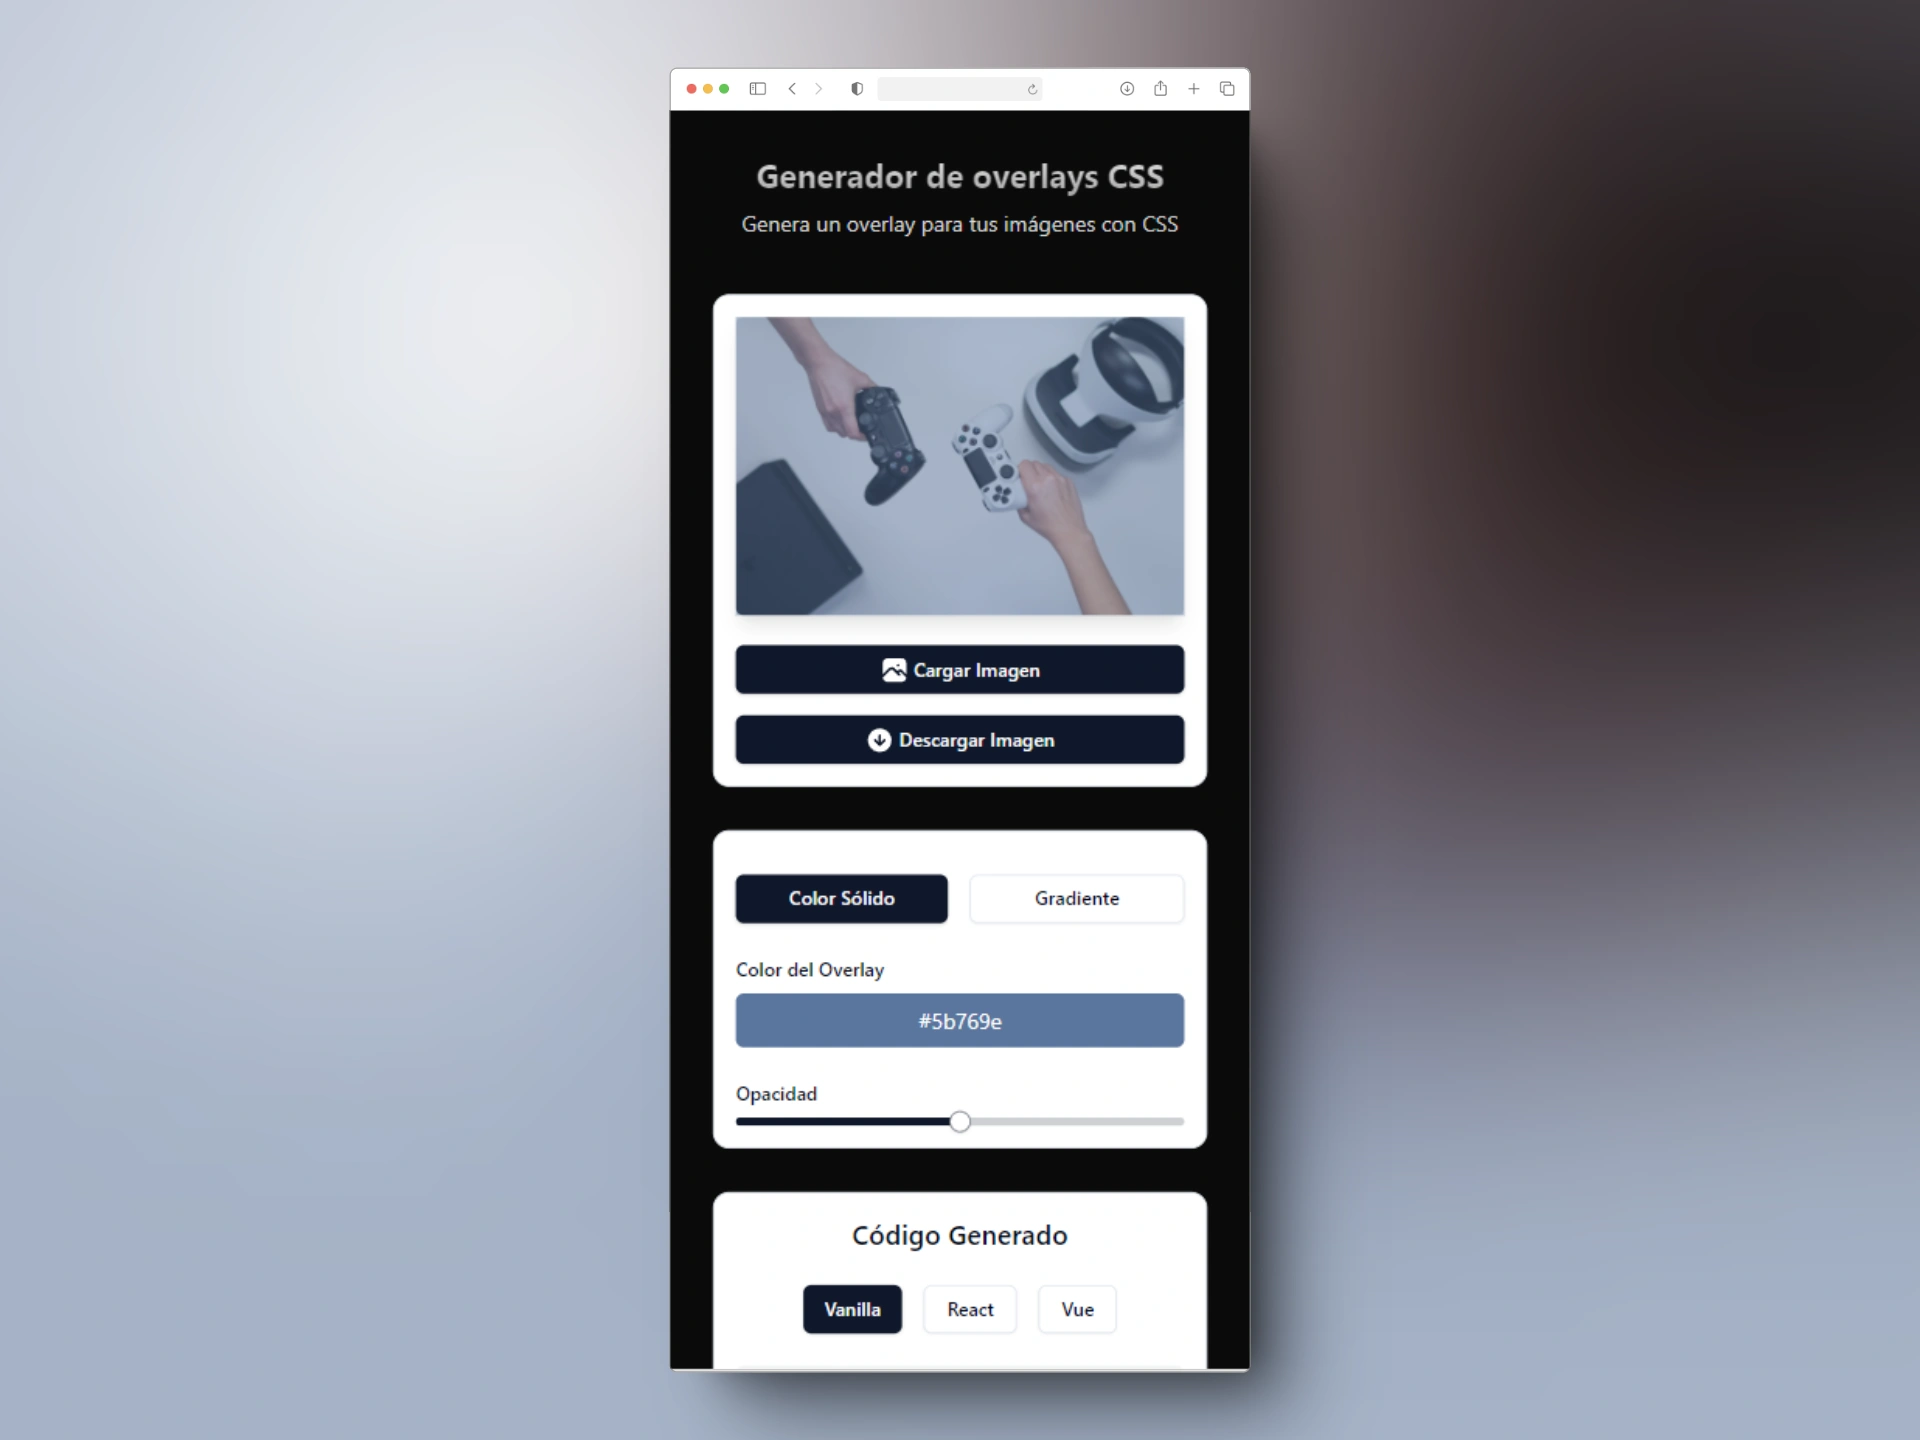 Generador de overlays CSS
Genera un overlay para tus imágenes con CSS
Cargar Imagen
Descargar Imagen
Color Sólido
Gradiente
Color del Overlay
#5b769e
Opacidad
Código Generado
Vanilla
React
Vue